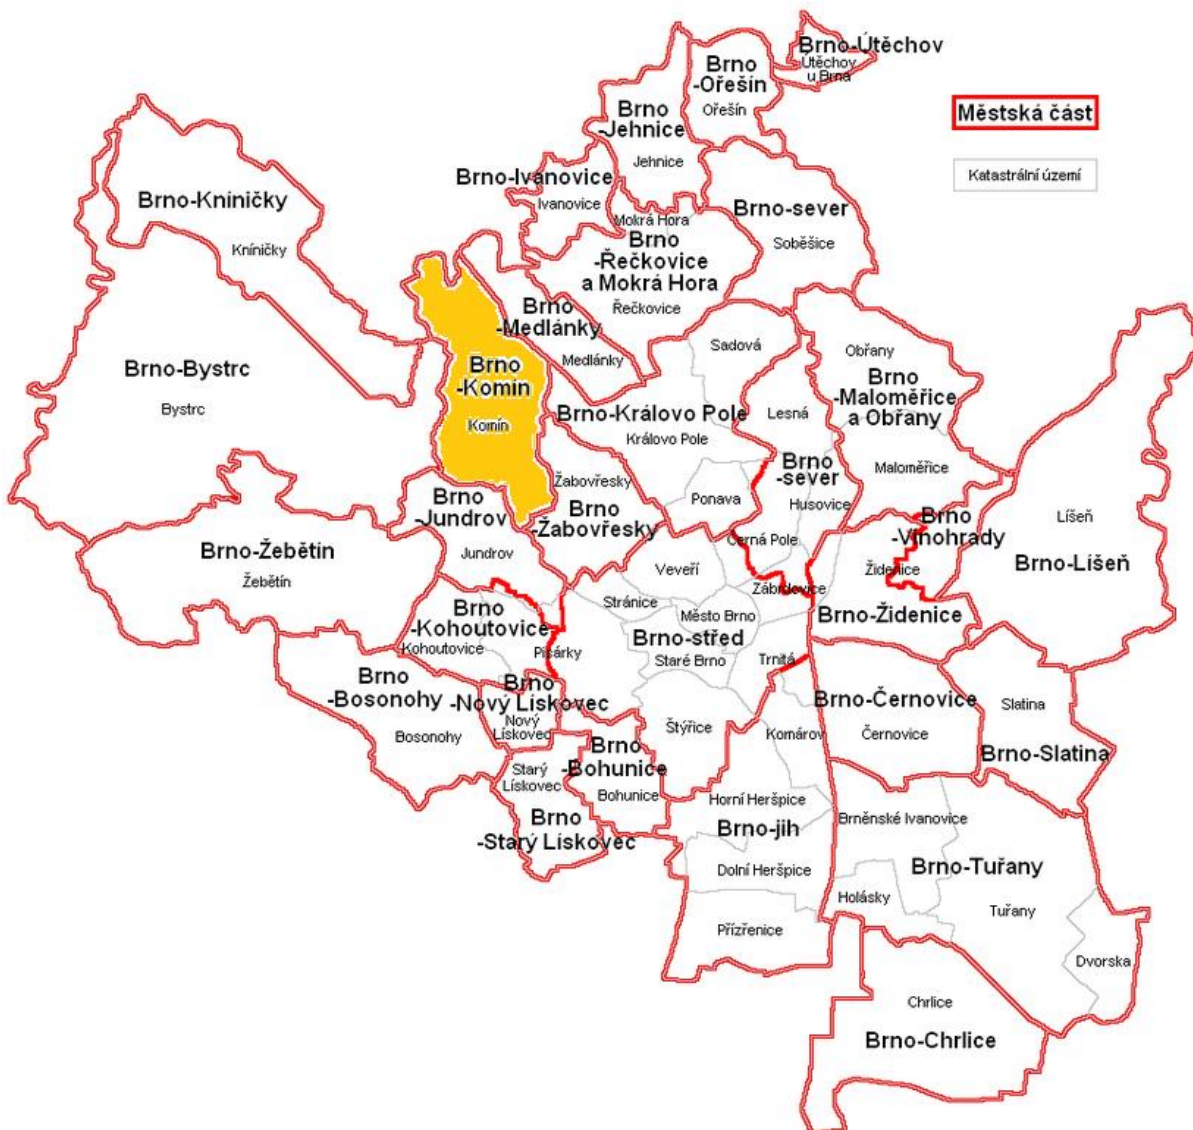 Brno-Útěchov
Útěchov
u Brna
Brno
-Ořešín
Ořešín
Brno
-Jehnice
Jehnice
Městská část
Katastrální území
Brno-Ivanovice
Ivanovice
Brno-Kníničky
Kníničky
Mokrá Hora
Brno
-Řečkovice
a Mokrá Hora
Řečkovice
Brno-sever
Soběšice
Brno
-Medlánky
Medlánky
Brno-Bystrc
Bystrc
Brno
-Komín
Komín
Sadová
Obřany
Brno
-Maloměřice
a Obřany
Maloměřice
Brno-Královo Pole
Královo Pole
Lesná
Brno
-sever
Husovice
Ponava
Žabovřesky
Brno
-Žabovřesky
Brno
-Jundrov
Jundrov
Brno
-Vinohrady
Líšeň
Brno-Líšeň
Černá Pole
Židenice
Brno-Židenice
Zábrdovice
Brno-Žebětín
Žebětín
Veveří
Stránice
Město Brno
Brno-střed
Staré Brno
Trnitá
Brno
-Kohoutovice
Kohoutovice
Pisárky
Brno
-Bosonohy
Bosonohy
Brno
-Nový Lískovec
Nový
Lískovec
Brno-Černovice
Černovice
Slatina
Brno-Slatina
Štýřice
Komárov
Brno
-Bohunice
Bohunice
Starý
Lískovec
Brno
-Starý Lískovec
Horní Heršpice
Brno-jih
Dolní Heršpice
Přízřenice
Brněnské Ivanovice
Brno-Tuřany
Holásky
Tuřany
Dvorska
Chrlice
Brno-Chrlice